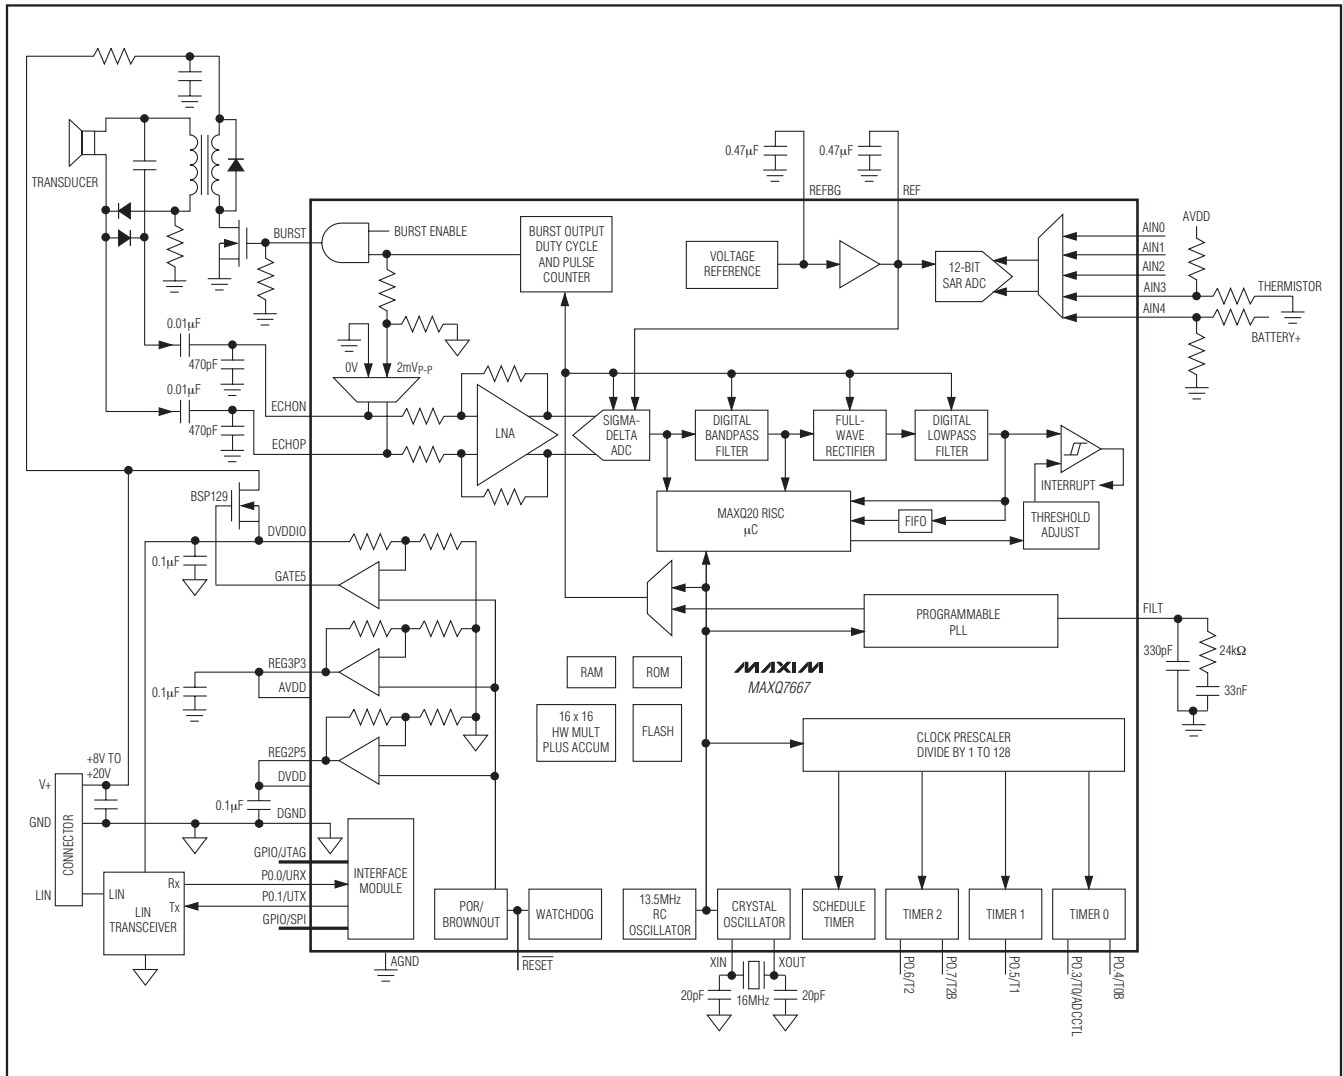 TRANSDUCER
0.47µF
0.47µF
REFBG
REF
BURST
BURST ENABLE
BURST OUTPUT
DUTY CYCLE
AND PULSE
COUNTER
VOLTAGE
REFERENCE
12-BIT
SAR ADC
AIN0
AIN1
AIN2
AIN3
AIN4
AVDD
THERMISTOR
BATTERY+
0.01µF
470pF
0.01µF
470pF
ECHON
ECHOP
0V
2mVP-P
LNA
SIGMA-
DELTA
ADC
DIGITAL
BANDPASS
FILTER
FULL-
WAVE
RECTIFIER
DIGITAL
LOWPASS
FILTER
INTERRUPT
MAXQ20 RISC
µC
FIFO
THRESHOLD
ADJUST
BSP129
DVDDIO
0.1µF
GATE5
REG3P3
AVDD
0.1µF
REG2P5
DVDD
0.1µF
DGND
PROGRAMMABLE
PLL
FILT
330pF
24kΩ
33nF
MAXIM
MAXQ7667
RAM
ROM
16 x 16
HW MULT
PLUS ACCUM
FLASH
CLOCK PRESCALER
DIVIDE BY 1 TO 128
+8V TO
+20V
V+
GND
LIN
CONNECTOR
LIN
Rx
Tx
LIN
TRANSCEIVER
GPIO/JTAG
P0.0/URX
P0.1/UTX
GPIO/SPI
INTERFACE
MODULE
AGND
POR/
BROWNOUT
WATCHDOG
RESET
13.5MHz
RC
OSCILLATOR
CRYSTAL
OSCILLATOR
SCHEDULE
TIMER
TIMER 2
TIMER 1
TIMER 0
XIN
XOUT
20pF
16MHz
20pF
P0.6/T2
P0.7/T2B
P0.5/T1
P0.3/T0/ADCCTL
P0.4/T0B